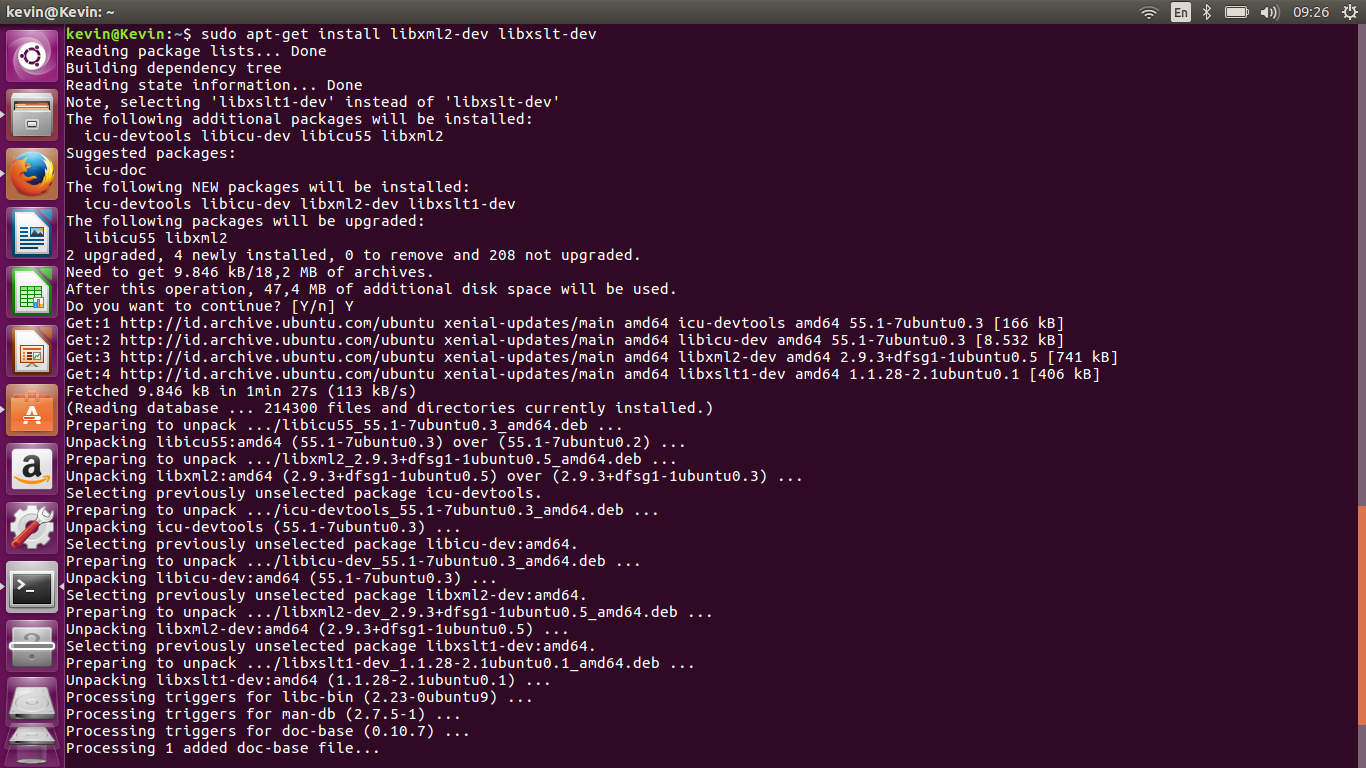 kevin@Kevin: ~
En
09:26
kevin@Kevin:~$ sudo apt-get install libxml2-dev libxslt-dev
Reading package lists... Done
Building dependency tree
Reading state information... Done
Note, selecting 'libxslt1-dev' instead of 'libxslt-dev'
The following additional packages will be installed:
  icu-devtools libicu-dev libicu55 libxml2
Suggested packages:
  icu-doc
The following NEW packages will be installed:
  icu-devtools libicu-dev libxml2-dev libxslt1-dev
The following packages will be upgraded:
  libicu55 libxml2
2 upgraded, 4 newly installed, 0 to remove and 208 not upgraded.
Need to get 9.846 kB/18,2 MB of archives.
After this operation, 47,4 MB of additional disk space will be used.
Do you want to continue? [Y/n] Y
Get:1 http://id.archive.ubuntu.com/ubuntu xenial-updates/main amd64 icu-devtools amd64 55.1-7ubuntu0.3 [166 kB]
Get:2 http://id.archive.ubuntu.com/ubuntu xenial-updates/main amd64 libicu-dev amd64 55.1-7ubuntu0.3 [8.532 kB]
Get:3 http://id.archive.ubuntu.com/ubuntu xenial-updates/main amd64 libxml2-dev amd64 2.9.3+dfsg1-1ubuntu0.5 [741 kB]
Get:4 http://id.archive.ubuntu.com/ubuntu xenial-updates/main amd64 libxslt1-dev amd64 1.1.28-2.1ubuntu0.1 [406 kB]
Fetched 9.846 kB in 1min 27s (113 kB/s)
(Reading database ... 214300 files and directories currently installed.)
Preparing to unpack .../libicu55_55.1-7ubuntu0.3_amd64.deb ...
Unpacking libicu55:amd64 (55.1-7ubuntu0.3) over (55.1-7ubuntu0.2) ...
Preparing to unpack .../libxml2_2.9.3+dfsg1-1ubuntu0.5_amd64.deb ...
Unpacking libxml2:amd64 (2.9.3+dfsg1-1ubuntu0.5) over (2.9.3+dfsg1-1ubuntu0.3) ...
Selecting previously unselected package icu-devtools.
Preparing to unpack .../icu-devtools_55.1-7ubuntu0.3_amd64.deb ...
Unpacking icu-devtools (55.1-7ubuntu0.3) ...
Selecting previously unselected package libicu-dev:amd64.
Preparing to unpack .../libicu-dev_55.1-7ubuntu0.3_amd64.deb ...
Unpacking libicu-dev:amd64 (55.1-7ubuntu0.3) ...
Selecting previously unselected package libxml2-dev:amd64.
Preparing to unpack .../libxml2-dev_2.9.3+dfsg1-1ubuntu0.5_amd64.deb ...
Unpacking libxml2-dev:amd64 (2.9.3+dfsg1-1ubuntu0.5) ...
Selecting previously unselected package libxslt1-dev:amd64.
Preparing to unpack .../libxslt1-dev_1.1.28-2.1ubuntu0.1_amd64.deb ...
Unpacking libxslt1-dev:amd64 (1.1.28-2.1ubuntu0.1) ...
Processing triggers for libc-bin (2.23-0ubuntu9) ...
Processing triggers for man-db (2.7.5-1) ...
Processing triggers for doc-base (0.10.7) ...
Processing 1 added doc-base file...